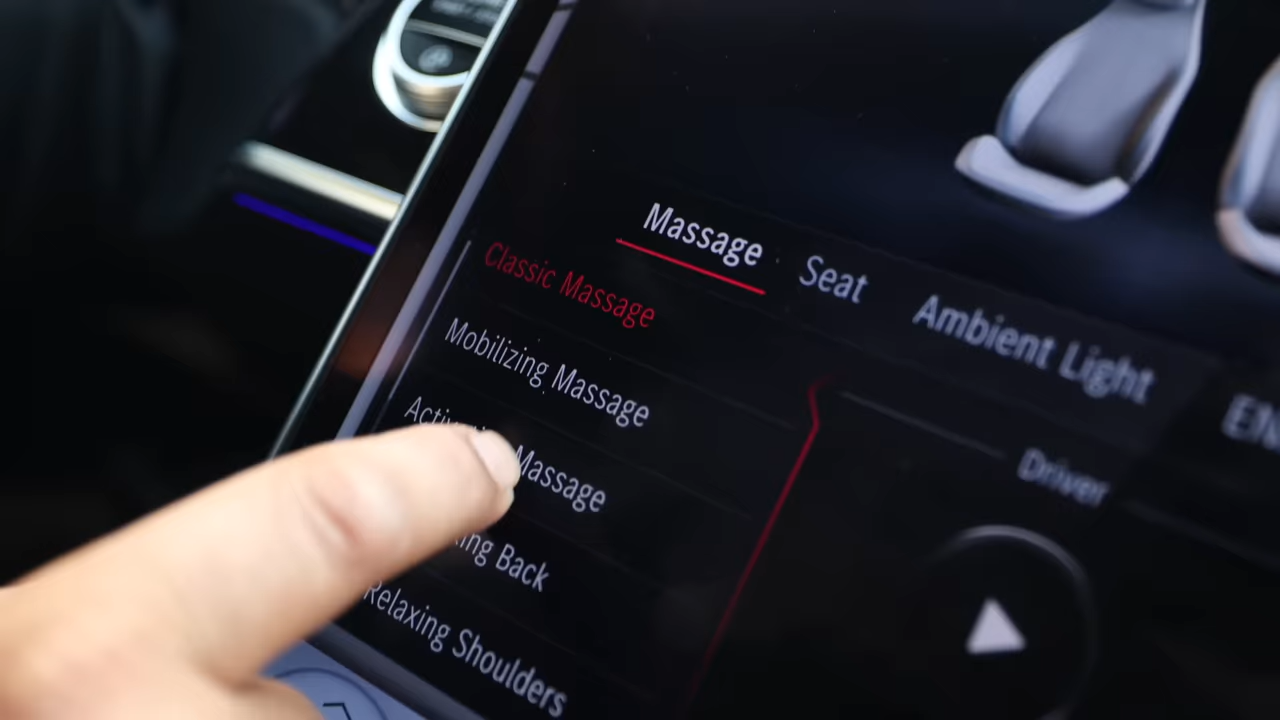 Massage Seat Ambient Light
Classic Massage
Mobilizing Massage
Massage
Back
Relaxing Shoulders
Driver